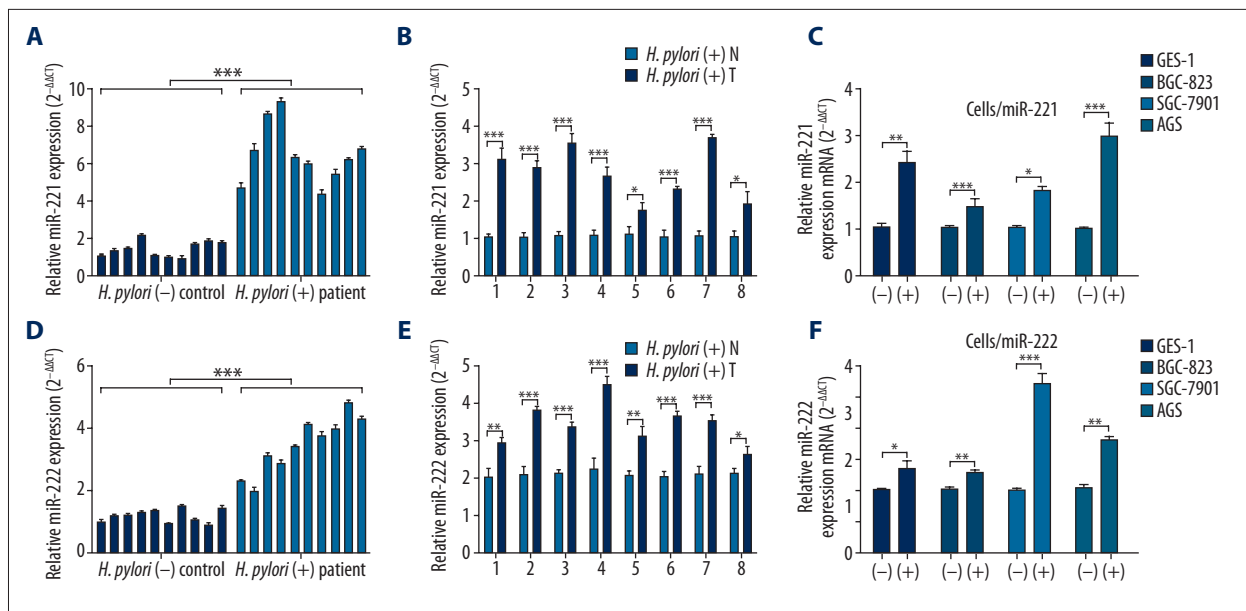 A
Relative miR-221 expression (2^−ΔΔCT)
10
8
6
4
2
0
***
H. pylori (−) control
H. pylori (+) patient
B
H. pylori (+) N
H. pylori (+) T
Relative miR-221 expression (2^−ΔΔCT)
5
4
3
2
1
0
*** *** *** *** * *** *** *
1 2 3 4 5 6 7 8
C
GES-1
BGC-823
SGC-7901
AGS
Cells/miR-221
Relative miR-221
expression mRNA (2^−ΔΔCT)
4
3
2
1
0
** *** * ***
(−) (+) (−) (+) (−) (+) (−) (+)
D
Relative miR-222 expression (2^−ΔΔCT)
6
4
2
0
***
H. pylori (−) control
H. pylori (+) patient
E
H. pylori (+) N
H. pylori (+) T
Relative miR-222 expression (2^−ΔΔCT)
5
4
3
2
1
0
** *** *** *** ** *** *** *
1 2 3 4 5 6 7 8
F
Cells/miR-222
GES-1
BGC-823
SGC-7901
AGS
Relative miR-222
expression mRNA (2^−ΔΔCT)
4
3
2
2
1
1
0
* ** *** **
(−) (+) (−) (+) (−) (+) (−) (+)